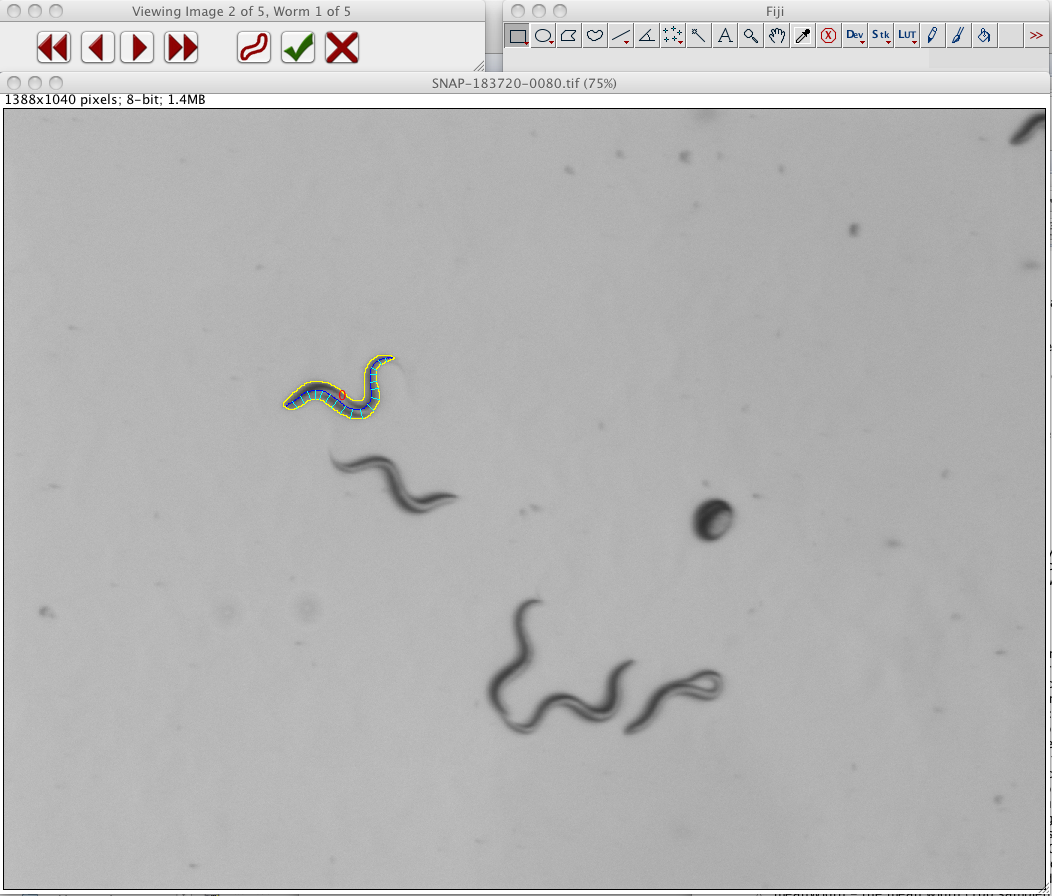 Viewing Image 2 of 5, Worm 1 of 5
Fiji
A
Dev
Stk
LUT
>>
SNAP-183720-0080.tif (75%)
1388x1040 pixels; 8-bit; 1.4MB
0